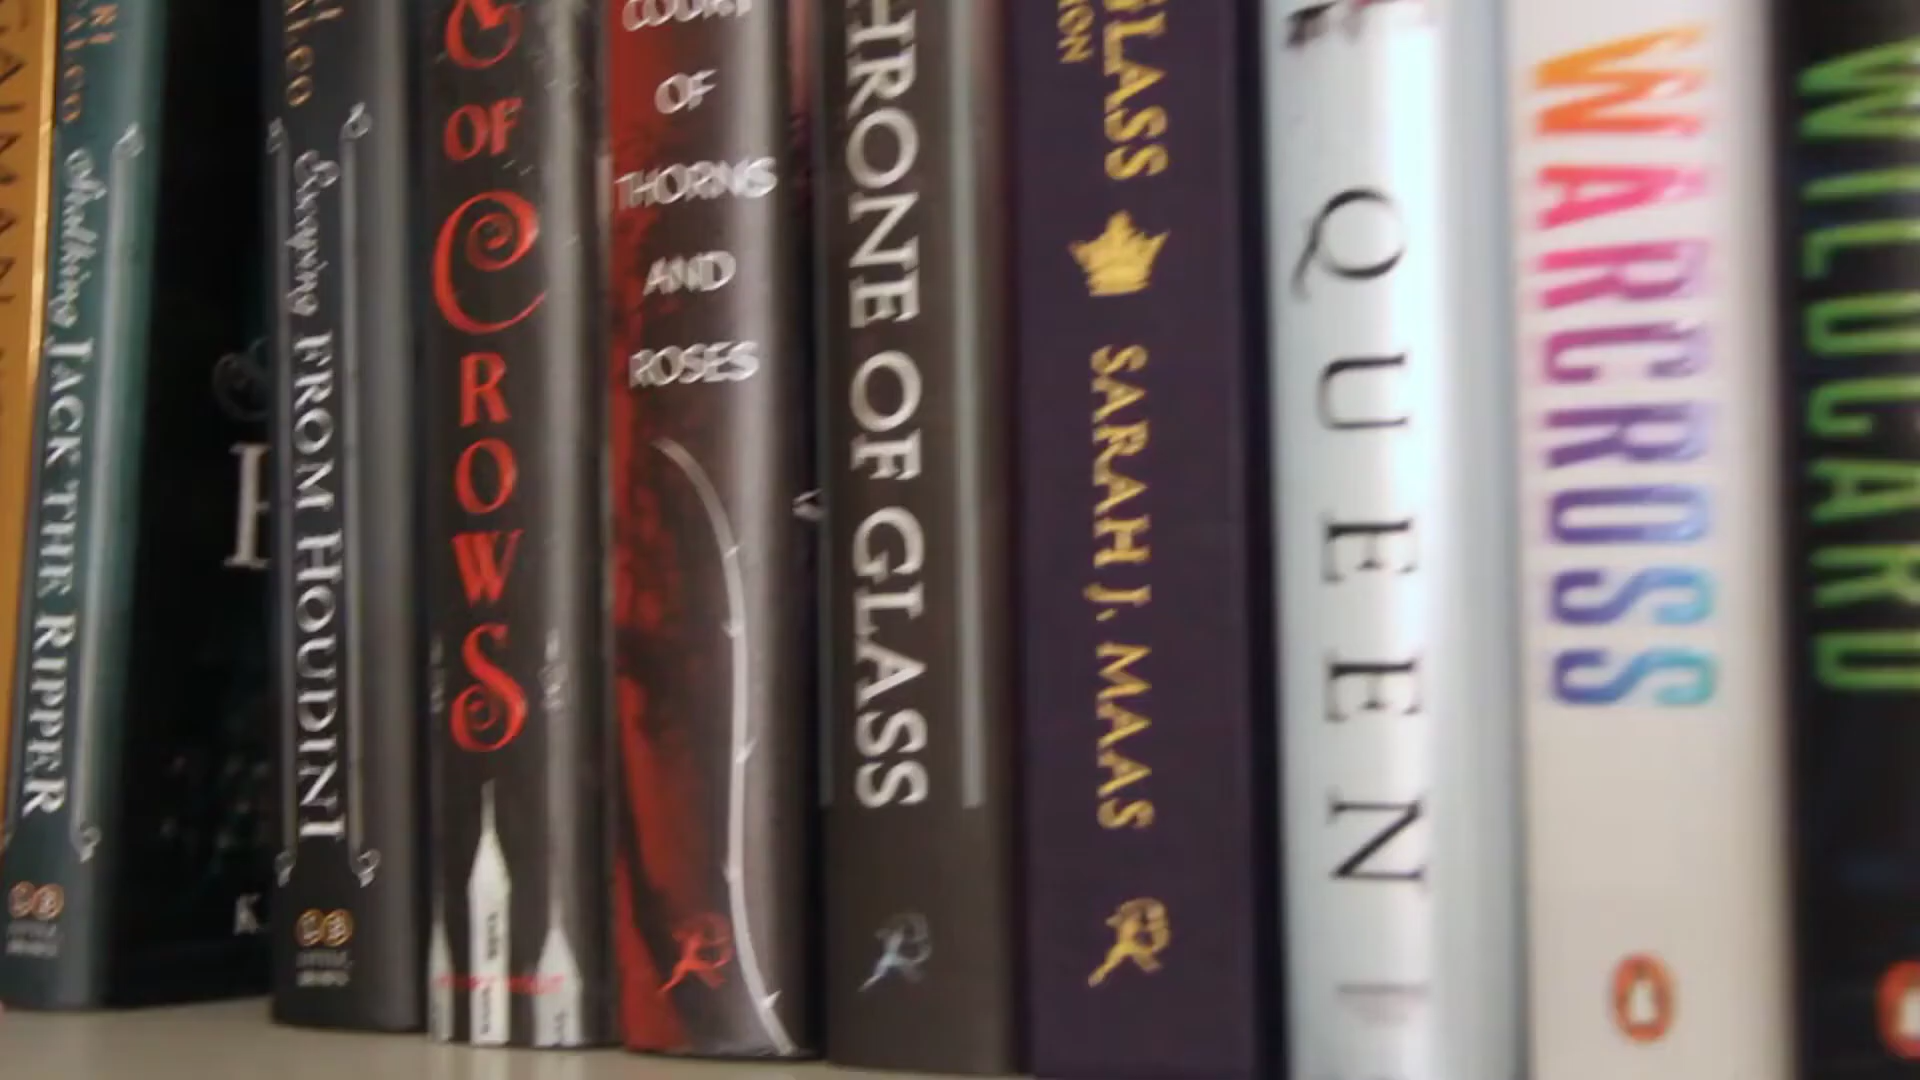 Stalking JACK THE RIPPER
Escaping FROM HOUDINI
& OF CROWS
COURT
OF
THORNS
AND
ROSES
THRONE OF GLASS
GLASS
SARAH J. MAAS
QUEEN
WARCROSS
WILDCARD